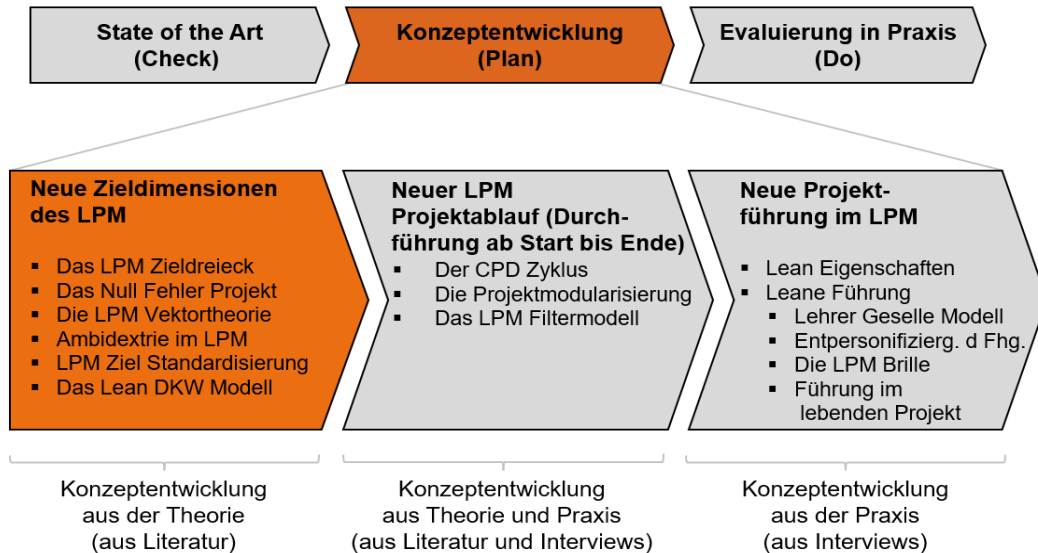 State of the Art
(Check)
Konzeptentwicklung
(Plan)
Evaluierung in Praxis
(Do)
Neue Zieldimensionen
des LPM
▪ Das LPM Zieldreieck
▪ Das Null Fehler Projekt
▪ Die LPM Vektortheorie
▪ Ambidextrie im LPM
▪ LPM Ziel Standardisierung
▪ Das Lean DKW Modell
Neuer LPM
Projektablauf (Durch-
führung ab Start bis Ende)
▪ Der CPD Zyklus
▪ Die Projektmodularisierung
▪ Das LPM Filtermodell
Neue Projekt-
führung im LPM
▪ Lean Eigenschaften
▪ Leane Führung
▪ Lehrer Geselle Modell
▪ Entpersonifizierg. d Fhg.
▪ Die LPM Brille
▪ Führung im
lebenden Projekt
Konzeptentwicklung
aus der Theorie
(aus Literatur)
Konzeptentwicklung
aus Theorie und Praxis
(aus Literatur und Interviews)
Konzeptentwicklung
aus der Praxis
(aus Interviews)